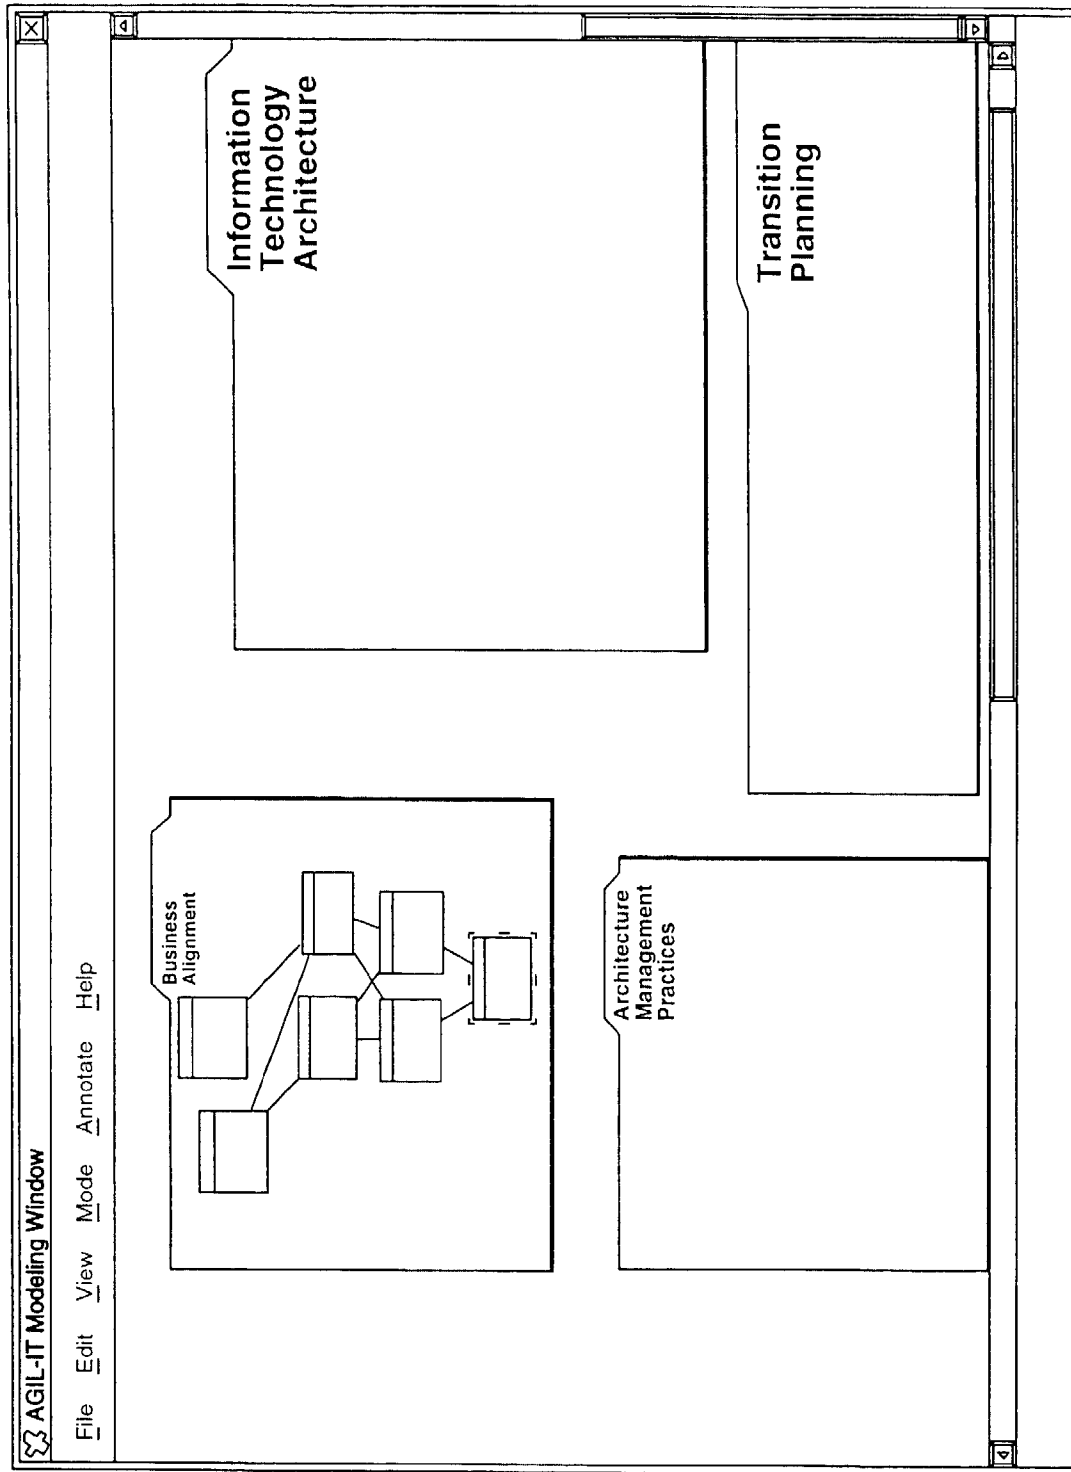 AGIL-IT Modeling Window
File Edit View Mode Annotate Help
Business
Alignment
Information
Technology
Architecture
Architecture
Management
Practices
Transition
Planning